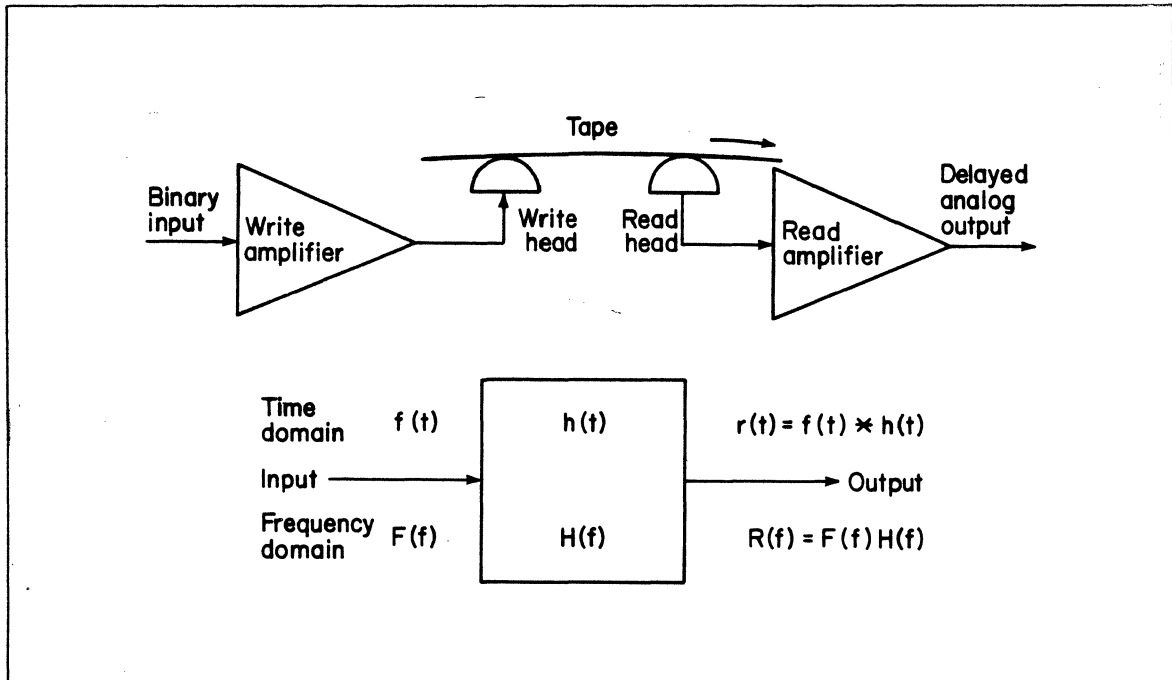 Tape
Binary
input
Write
amplifier
Write
head
Read
head
Read
amplifier
Delayed
analog
output
Time
domain
f(t)
h(t)
r(t) = f(t) * h(t)
Input
Output
Frequency
domain
F(f)
H(f)
R(f) = F(f) H(f)